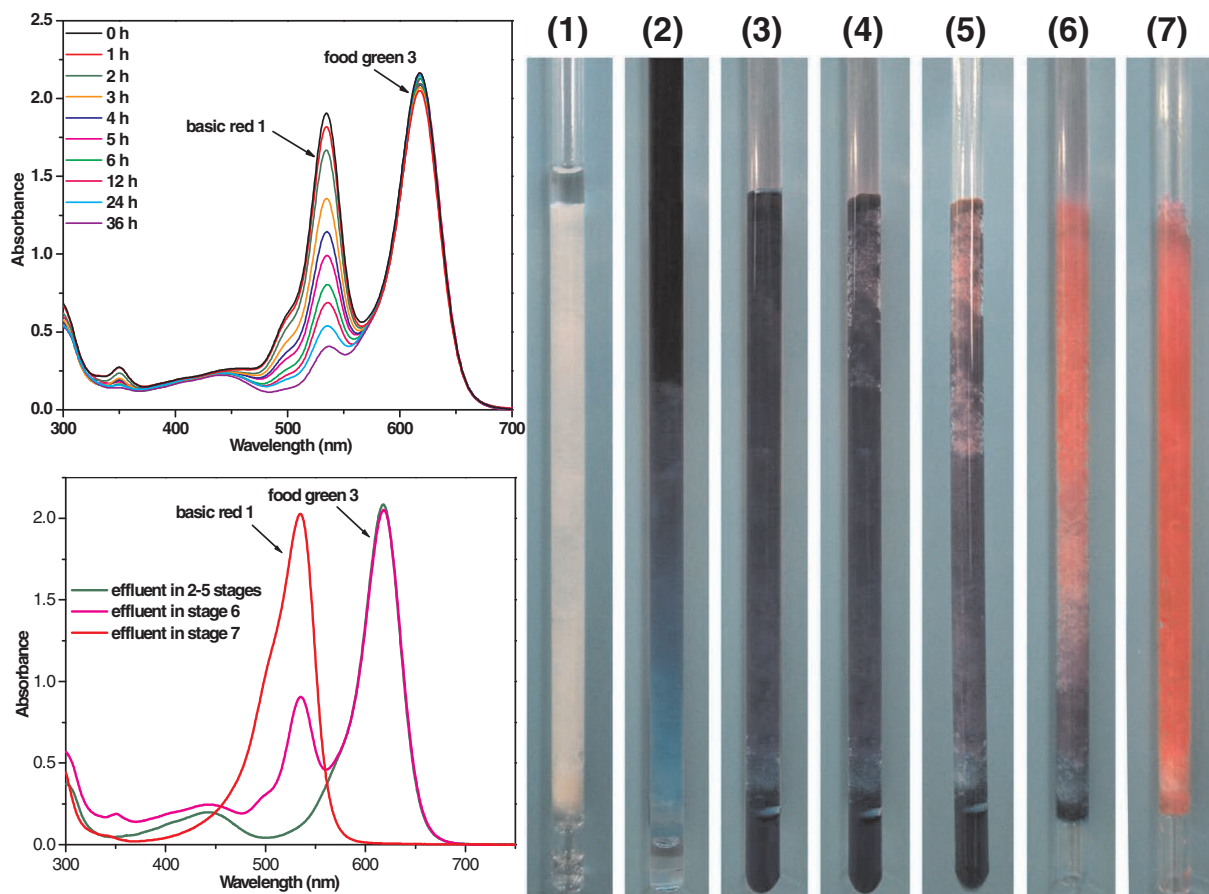 2.5
2.0
1.5
1.0
0.5
0.0
Absorbance
0 h
1 h
2 h
3 h
4 h
5 h
6 h
12 h
24 h
36 h
food green 3
basic red 1
300 400 500 600 700
Wavelength (nm)
2.0
1.5
1.0
0.5
0.0
Absorbance
food green 3
basic red 1
effluent in 2-5 stages
effluent in stage 6
effluent in stage 7
300 400 500 600 700
Wavelength (nm)
(1) (2) (3) (4) (5) (6) (7)